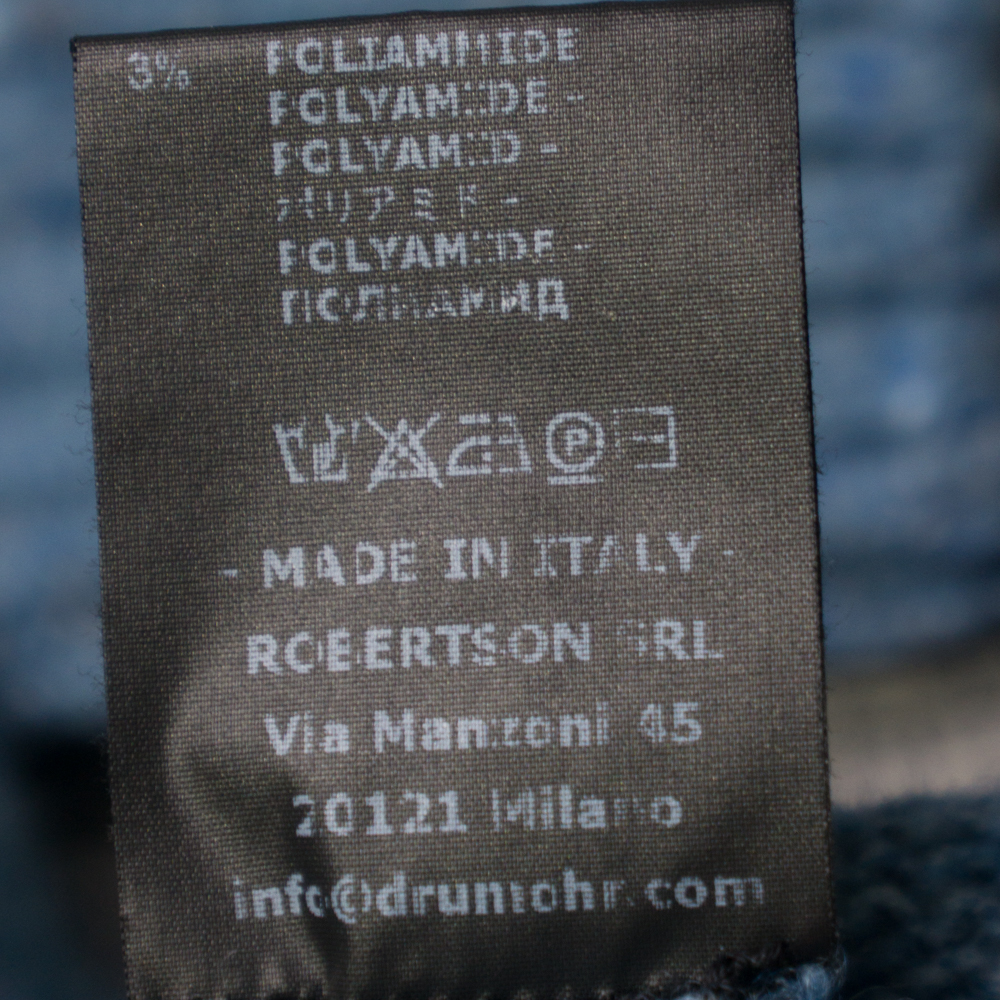 3% POLIAMMIDE
POLYAMIDE -
POLYAMID -
ポリアミド -
POLYAMIDE -
ПОЛИАМИД
P
- MADE IN ITALY -
ROBERTSON SRL
Via Manzoni 45
20121 Milano
info@drumohr.com